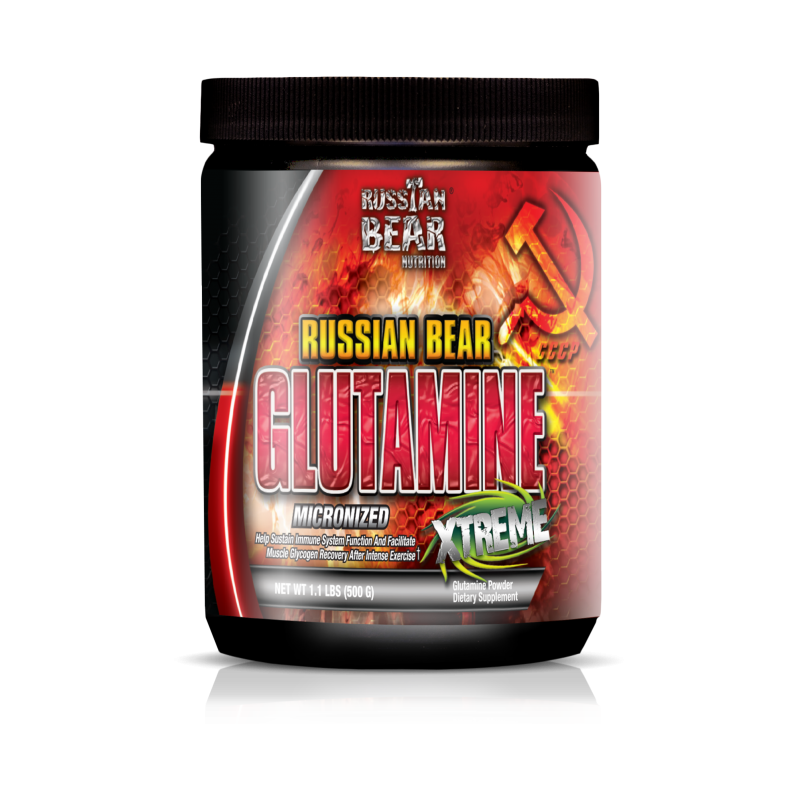 RUSSIAN
BEAR
NUTRITION
CCCP
™
RUSSIAN BEAR
GLUTAMINE
XTREME
MICRONIZED
Help Sustain Immune System Function And Facilitate
Muscle Glycogen Recovery After Intense Exercise†
NET WT 1.1 LBS (500 G)
Glutamine Powder
Dietary Supplement